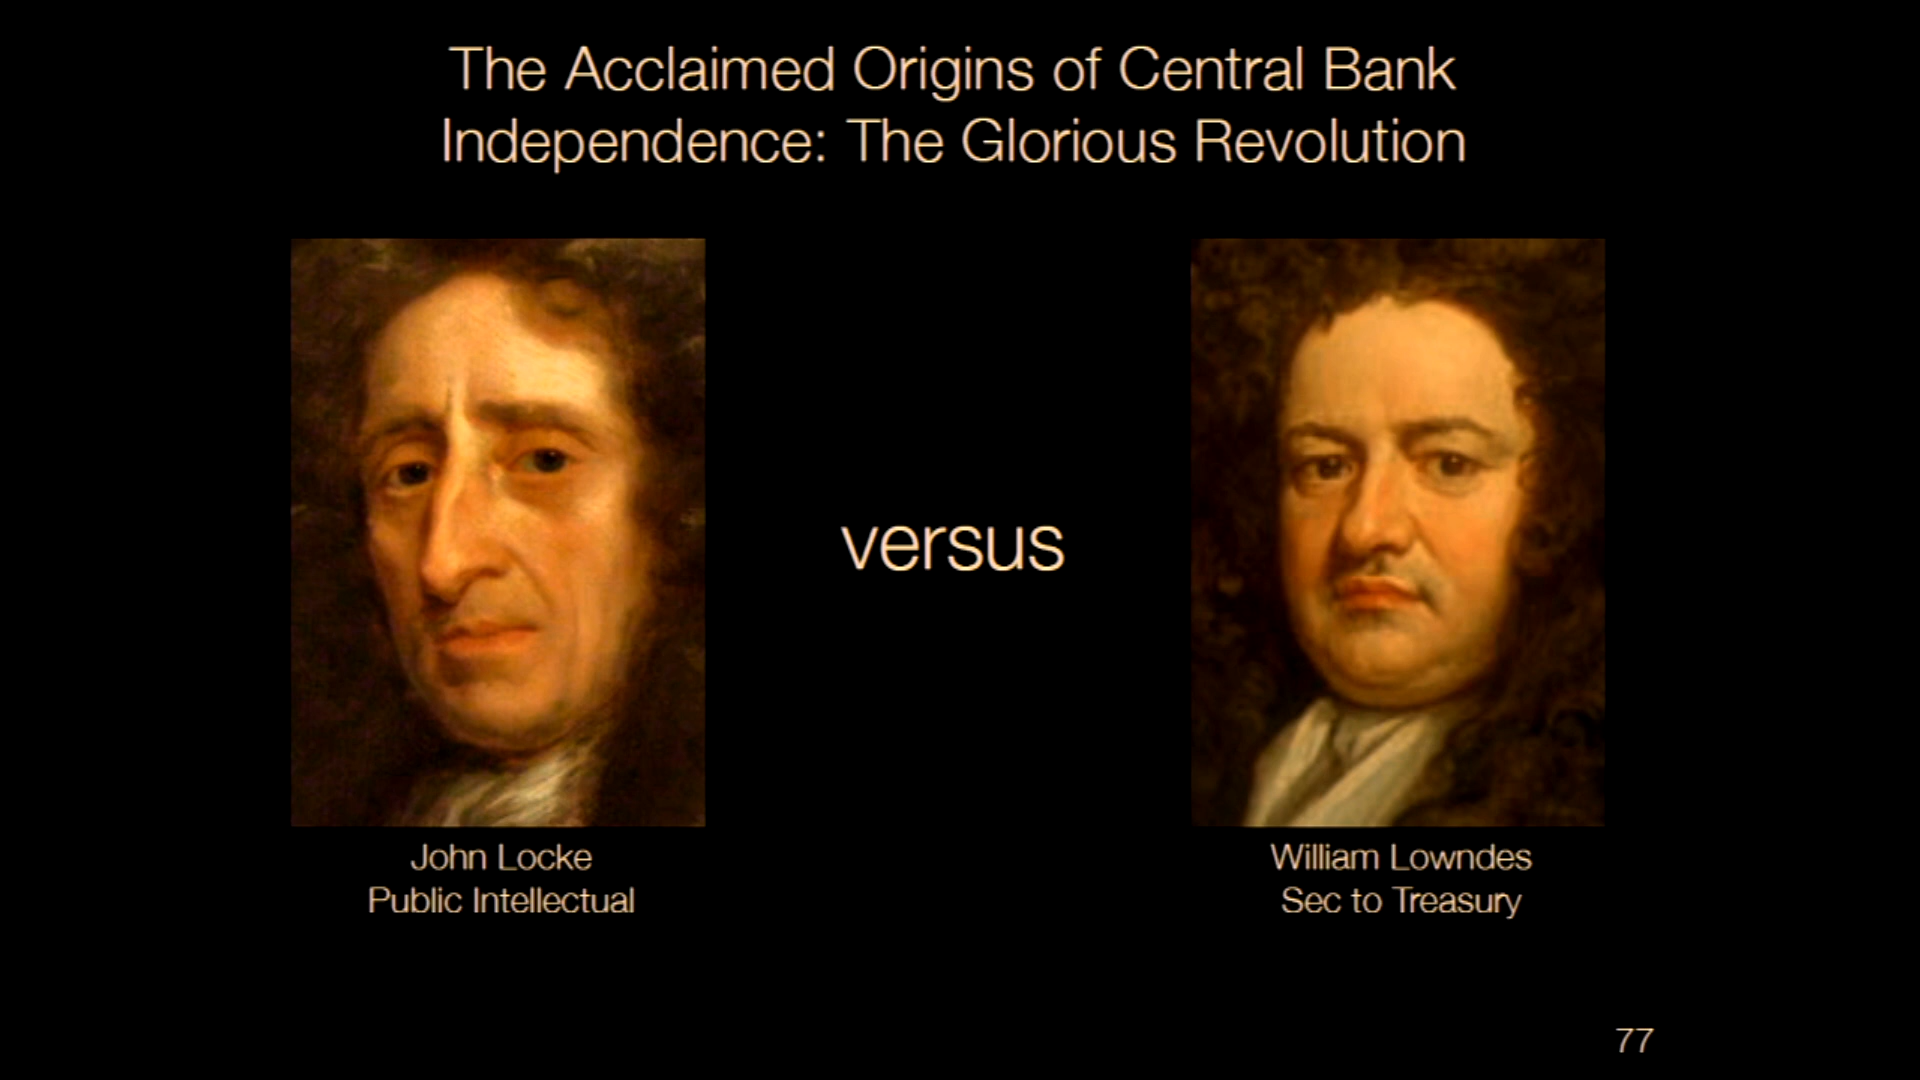 The Acclaimed Origins of Central Bank
Independence: The Glorious Revolution
versus
John Locke
Public Intellectual
William Lowndes
Sec to Treasury
77